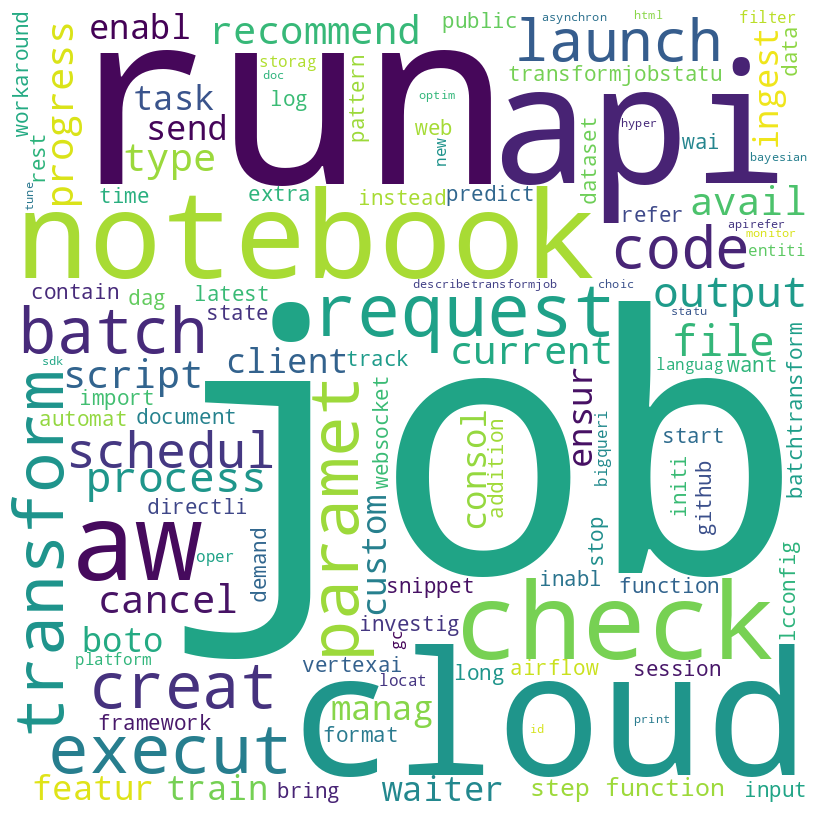 workaround
enabl
recommend
public
asynchron
html
filter
data
progress
run
storag
doc
task
log
pattern
launch
transformjobstatu
ingest
send
optim
api
hyper
rest
type
web
new
wai
bayesian
dataset
tune
time
extra
instead
predict
refer
avail
apirefer
monitor
notebook
code
entiti
contain
dag
latest
describetransformjob
choic
output
state
request
statu
batch
current
file
sdk
script
client
track
languag
want
import
paramet
websocket
ensur
batchtransform
automat
document
consol
addition
bigqueri
start
transform
schedul
job
process
initi
github
directli
custom
aw
oper
demand
stop
cancel
snippet
inabl
function
lcconfig
boto
investig
gc
check
platform
vertexai
long
airflow
session
creat
locat
framework
manag
format
cloud
id
print
execut
featur
train
bring
waiter
step function
input